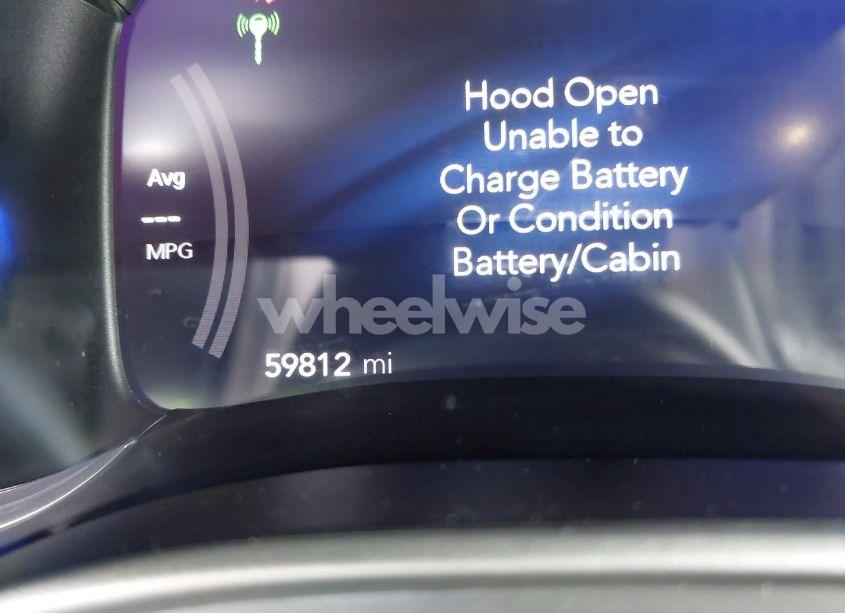 Hood Open
Unable to
Charge Battery
Or Condition
Battery/Cabin
Avg
---
MPG
wheelwise
59812 mi